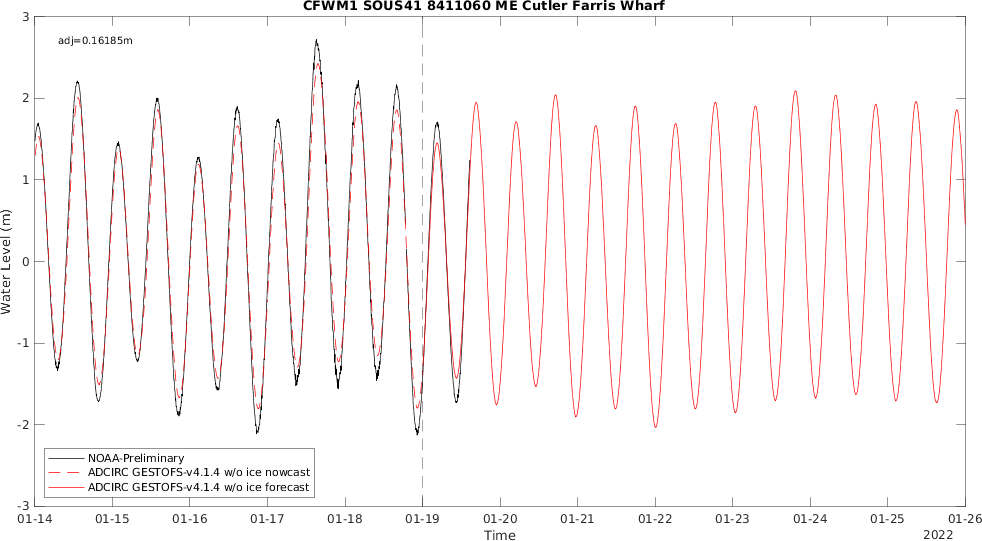 CFWM1 SOUS41 8411060 ME Cutler Farris Wharf
adj=0.16185m
3
2
1
0
-1
-2
-3
Water Level (m)
NOAA-Preliminary
ADCIRC GESTOFS-v4.1.4 w/o ice nowcast
ADCIRC GESTOFS-v4.1.4 w/o ice forecast
01-14 01-15 01-16 01-17 01-18 01-19 01-20 01-21 01-22 01-23 01-24 01-25 01-26
Time
2022